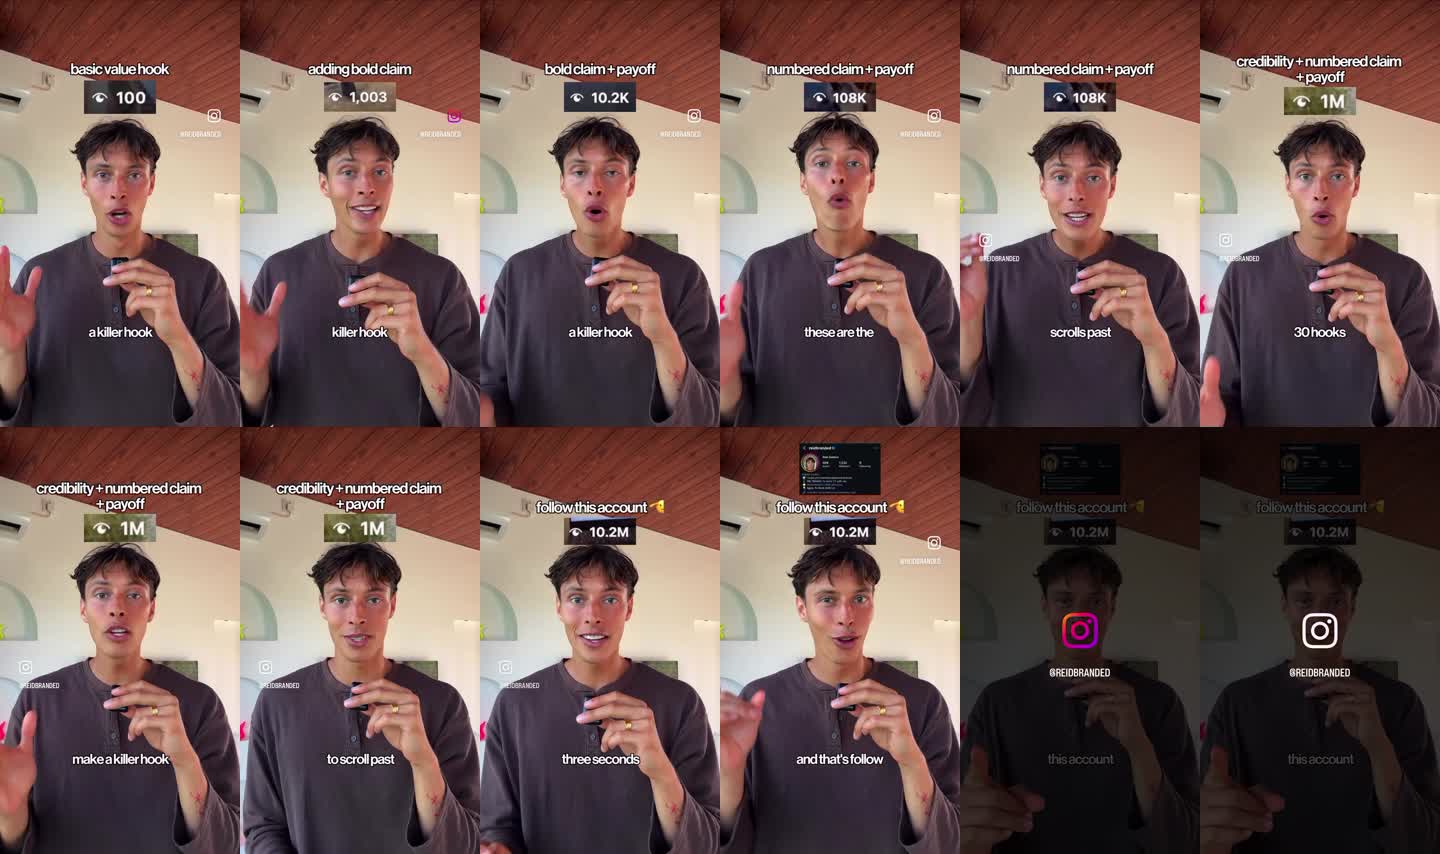 basic value hook
100
@REIDBRANDED
a killer hook
adding bold claim
1,003
@REIDBRANDED
killer hook
bold claim + payoff
10.2K
@REIDBRANDED
a killer hook
numbered claim + payoff
108K
@REIDBRANDED
these are the
numbered claim + payoff
108K
@REIDBRANDED
scrolls past
credibility + numbered claim
+ payoff
1M
@REIDBRANDED
30 hooks
credibility + numbered claim
+ payoff
1M
@REIDBRANDED
make a killer hook
credibility + numbered claim
+ payoff
1M
@REIDBRANDED
to scroll past
follow this account
10.2M
@REIDBRANDED
three seconds
reidbranded
follow this account
10.2M
@REIDBRANDED
and that's follow
follow this account
10.2M
@REIDBRANDED
this account
follow this account
10.2M
@REIDBRANDED
this account